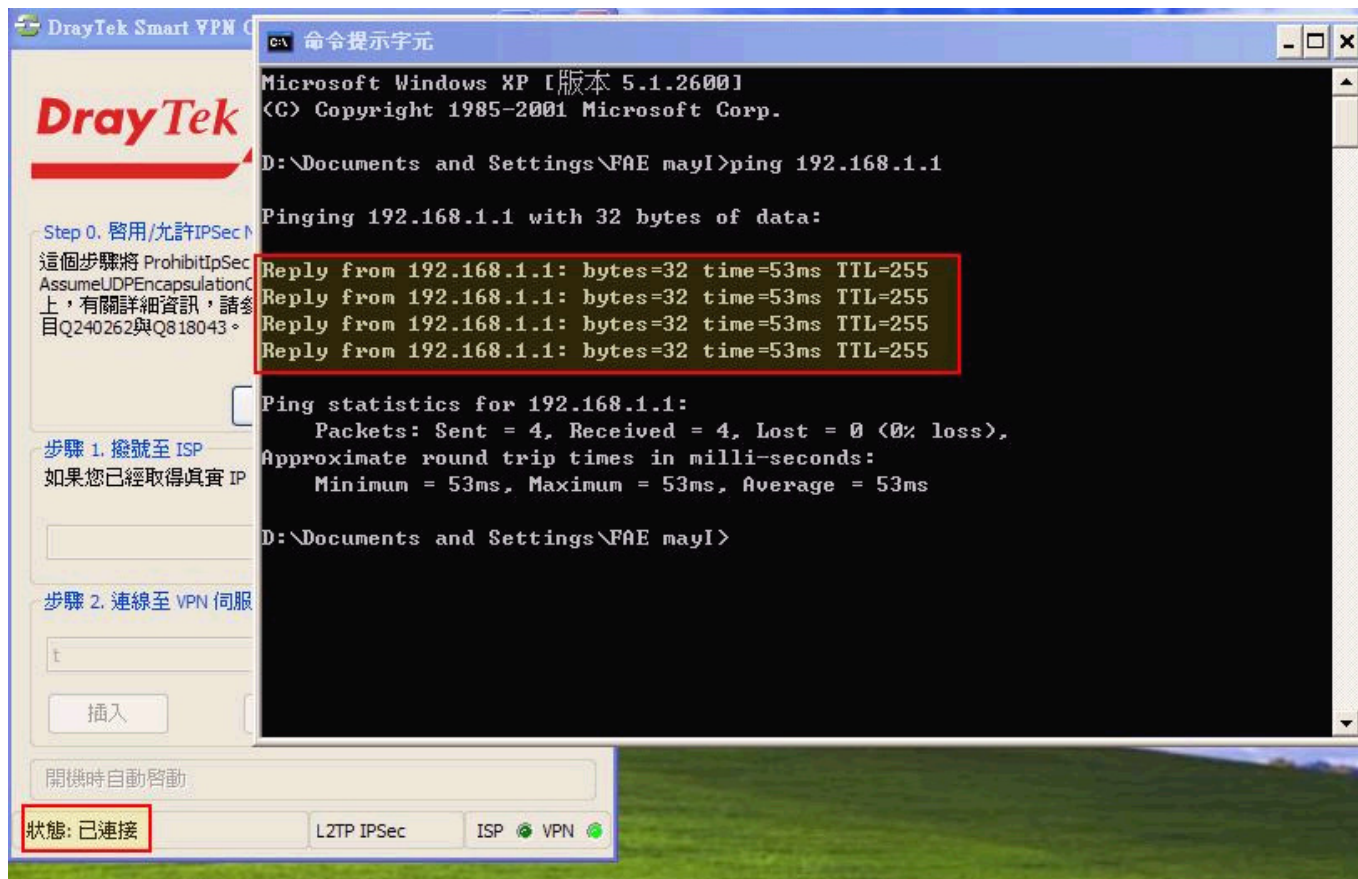 DrayTek Smart VPN C
命令提示字元
DrayTek
Step 0. 啓用/允許IPSec N
這個步驟將 ProhibitIpSec
AssumeUDPEncapsulationC
上，有關詳細資訊，請參
目Q240262與Q818043。
步驟 1. 撥號至 ISP
如果您已經取得真實 IP
步驟 2. 連線至 VPN 伺服
t
插入
開機時自動啓動
狀態: 已連接
L2TP IPSec
ISP
VPN
Microsoft Windows XP [版本 5.1.2600]
(C) Copyright 1985-2001 Microsoft Corp.
D:\Documents and Settings\FAE mayI>ping 192.168.1.1
Pinging 192.168.1.1 with 32 bytes of data:
Reply from 192.168.1.1: bytes=32 time=53ms TTL=255
Reply from 192.168.1.1: bytes=32 time=53ms TTL=255
Reply from 192.168.1.1: bytes=32 time=53ms TTL=255
Reply from 192.168.1.1: bytes=32 time=53ms TTL=255
Ping statistics for 192.168.1.1:
Packets: Sent = 4, Received = 4, Lost = 0 (0% loss),
Approximate round trip times in milli-seconds:
Minimum = 53ms, Maximum = 53ms, Average = 53ms
D:\Documents and Settings\FAE mayI>